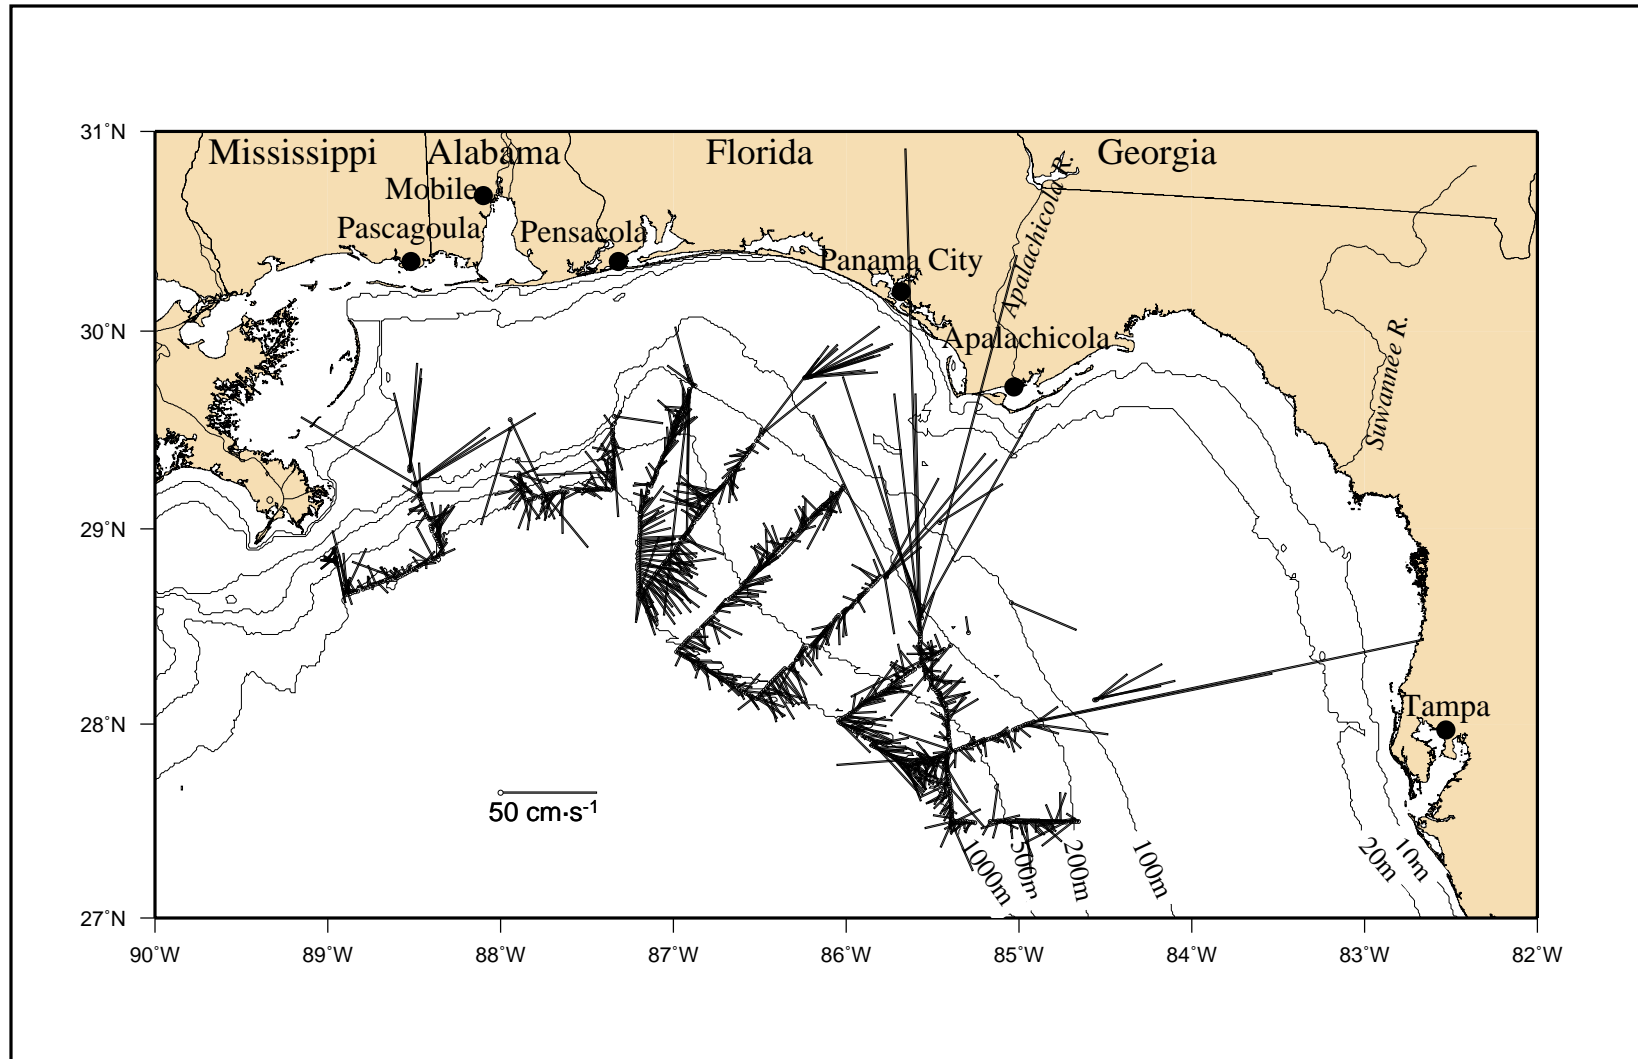 31°N
Mississippi Alabama Florida Georgia
Mobile
Apalachicola R.
Pascagoula
Pensacola
Panama City
30°N
Apalachicola
Suwannee R.
29°N
28°N
Tampa
50 cm·s-1
1000m
500m
200m
100m
20m
10m
27°N
90°W 89°W 88°W 87°W 86°W 85°W 84°W 83°W 82°W